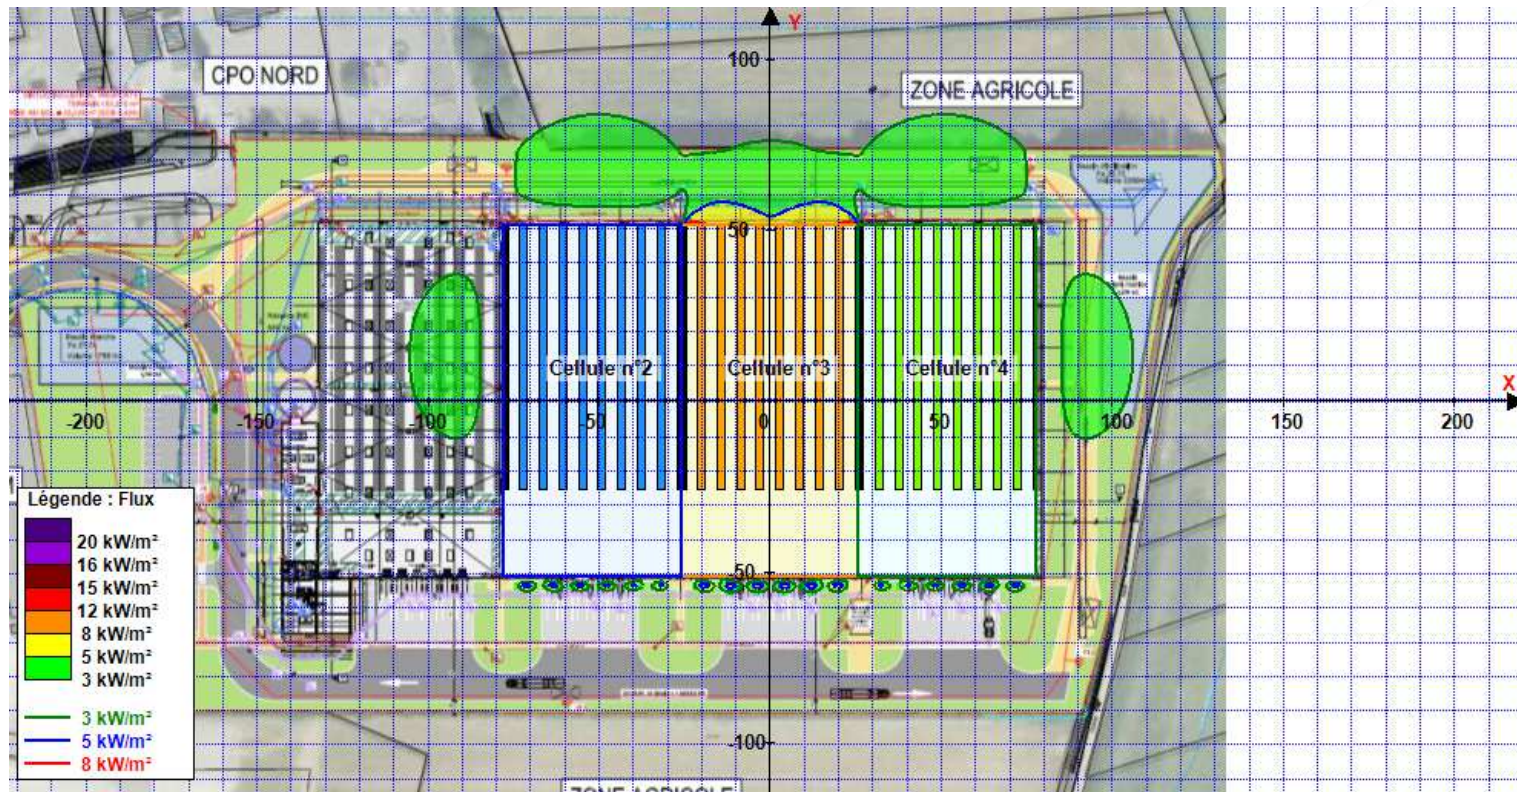 Y
100
CPO NORD
ZONE AGRICOLE
50
Cellule n°2
Cellule n°3
Cellule n°4
X
-200
-150
-100
-50
0
50
100
150
200
Légende : Flux
20 kW/m²
16 kW/m²
15 kW/m²
12 kW/m²
8 kW/m²
5 kW/m²
3 kW/m²
3 kW/m²
5 kW/m²
8 kW/m²
-50
-100
ZONE AGRICOLE